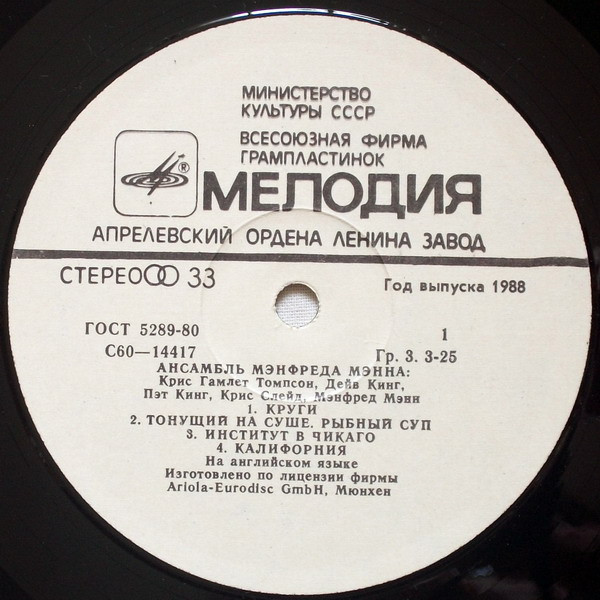 МИНИСТЕРСТВО
КУЛЬТУРЫ СССР
ВСЕСОЮЗНАЯ ФИРМА
ГРАМПЛАСТИНОК
®
МЕЛОДИЯ
АПРЕЛЕВСКИЙ ОРДЕНА ЛЕНИНА ЗАВОД
СТЕРЕО 33
Год выпуска 1988
ГОСТ 5289-80
1
С60—14417
Гр. 3. 3-25
АНСАМБЛЬ МЭНФРЕДА МЭННА:
Крис Гамлет Томпсон, Дейв Кинг,
Пэт Кинг, Крис Слейд, Мэнфред Мэнн
1. КРУГИ
2. ТОНУЩИЙ НА СУШЕ. РЫБНЫЙ СУП
3. ИНСТИТУТ В ЧИКАГО
4. КАЛИФОРНИЯ
На английском языке
Изготовлено по лицензии фирмы
Ariola-Eurodisc GmbH, Мюнхен